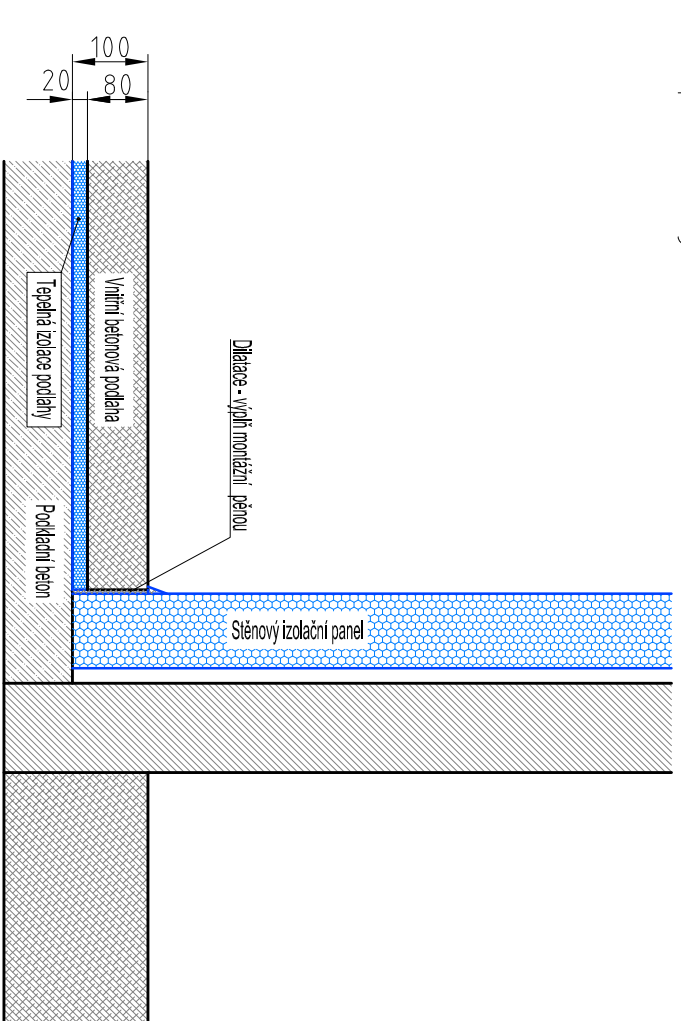 100
20
80
Vnitřní betonová podlaha
Tepelná izolace podlahy
Dilatace - výplň montážní pěnou
Podkladní beton
Stěnový izolační panel